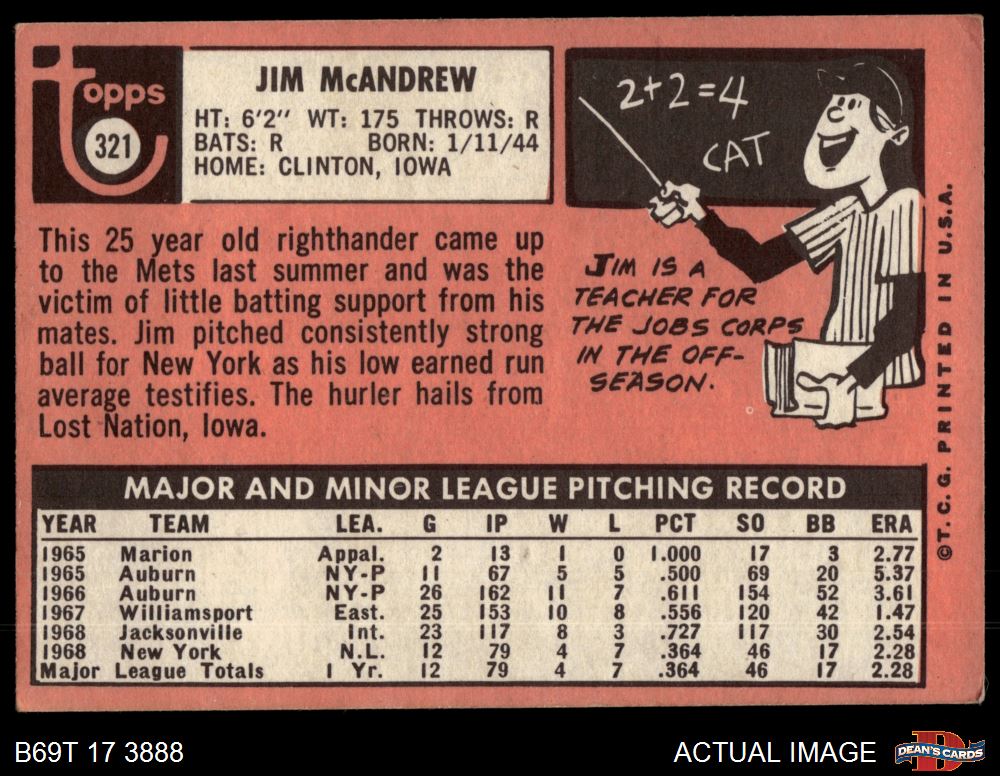 topps
321
JIM McANDREW
HT: 6'2" WT: 175 THROWS: R
BATS: R BORN: 1/11/44
HOME: CLINTON, IOWA
2+2=4
CAT
This 25 year old righthander came up
to the Mets last summer and was the
victim of little batting support from his
mates. Jim pitched consistently strong
ball for New York as his low earned run
average testifies. The hurler hails from
Lost Nation, Iowa.
JIM IS A
TEACHER FOR
THE JOBS CORPS
IN THE OFF-
SEASON.
MAJOR AND MINOR LEAGUE PITCHING RECORD
YEAR TEAM LEA. G IP W L PCT SO BB ERA
1965 Marion Appal. 2 13 1 0 1.000 17 3 2.77
1965 Auburn NY-P 11 67 5 5 .500 69 20 5.37
1966 Auburn NY-P 26 162 11 7 .611 154 52 3.61
1967 Williamsport East. 25 153 10 8 .556 120 42 1.47
1968 Jacksonville Int. 23 117 8 3 .727 117 30 2.54
1968 New York N.L. 12 79 4 7 .364 46 17 2.28
Major League Totals 1 Yr. 12 79 4 7 .364 46 17 2.28
©T.C.G. PRINTED IN U.S.A.
B69T 17 3888
ACTUAL IMAGE
D
DEAN'S CARDS